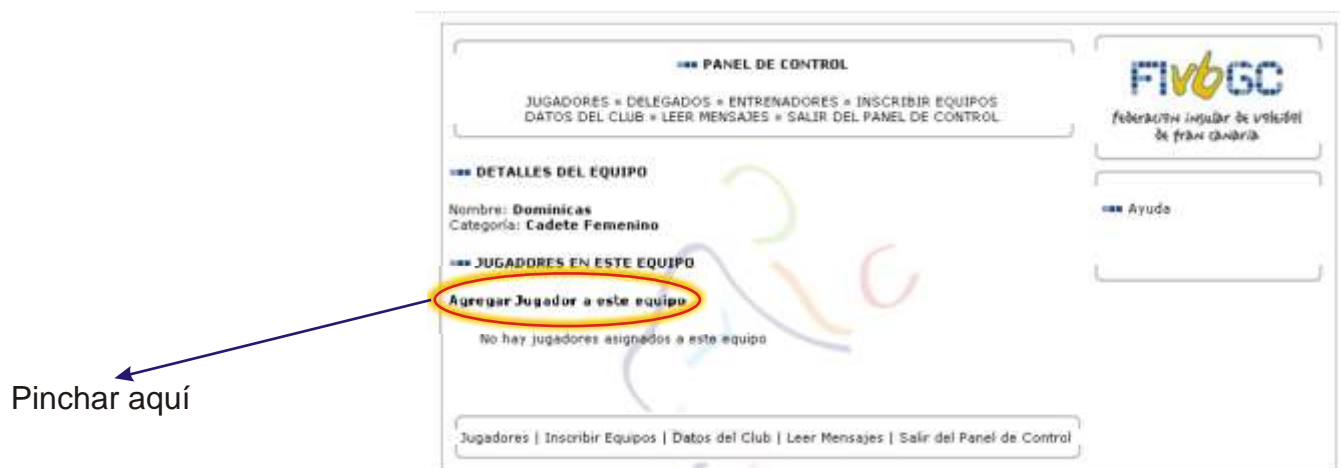 PANEL DE CONTROL
JUGADORES » DELEGADOS » ENTRENADORES » INSCRIBIR EQUIPOS
DATOS DEL CLUB » LEER MENSAJES » SALIR DEL PANEL DE CONTROL
FIVBGC
federación insular de voleibol
de gran canaria
DETALLES DEL EQUIPO
Nombre: Dominicas
Categoría: Cadete Femenino
Ayuda
JUGADORES EN ESTE EQUIPO
Agregar Jugador a este equipo
No hay jugadores asignados a este equipo
Pinchar aquí
Jugadores | Inscribir Equipos | Datos del Club | Leer Mensajes | Salir del Panel de Control